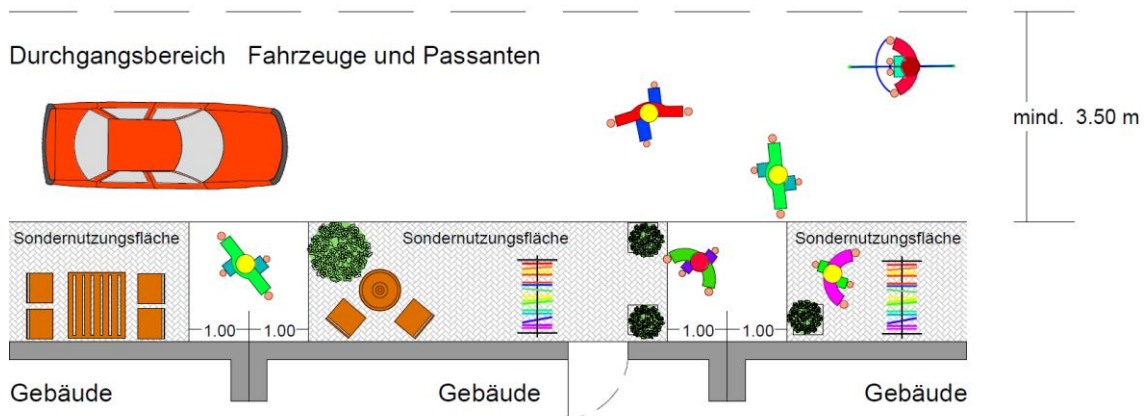 Durchgangsbereich Fahrzeuge und Passanten
mind. 3.50 m
Sondernutzungsfläche
Sondernutzungsfläche
Sondernutzungsfläche
1.00 1.00
1.00 1.00
Gebäude
Gebäude
Gebäude